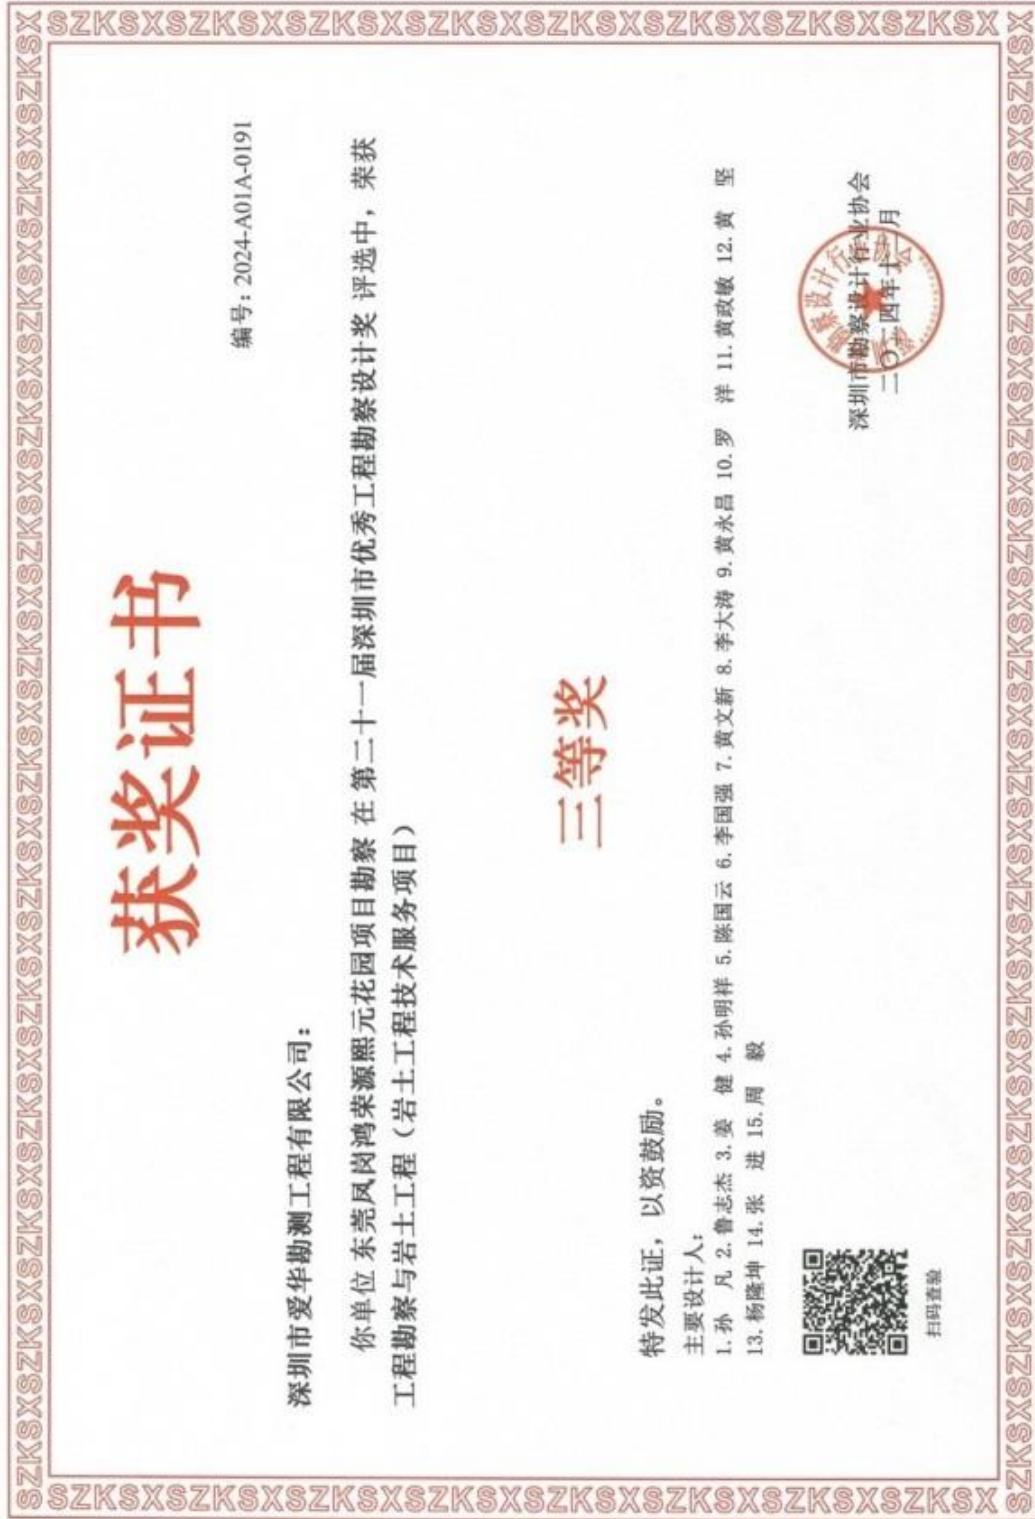 获奖证书
编号：2024-A01A-0191
深圳市爱华勘测工程有限公司：
你单位 东莞凤岗鸿荣源熙元花园项目勘察 在 第二十一届深圳市优秀工程勘察设计奖 评选中，荣获
工程勘察与岩土工程（岩土工程技术服务项目）
三等奖
特发此证，以资鼓励。
主要设计人：
1.孙 凡 2.鲁志杰 3.姜 健 4.孙明祥 5.陈国云 6.李国强 7.黄文新 8.李大涛 9.黄永昌 10.罗 洋 11.黄政敏 12.黄 坚
13.杨隆坤 14.张 进 15.周 毅
深圳市勘察设计行业协会
二〇二四年十一月
扫码查验
SZKSXSZKSXSZKSXSZKSXSZKSXSZKSXSZKSXSZKSX